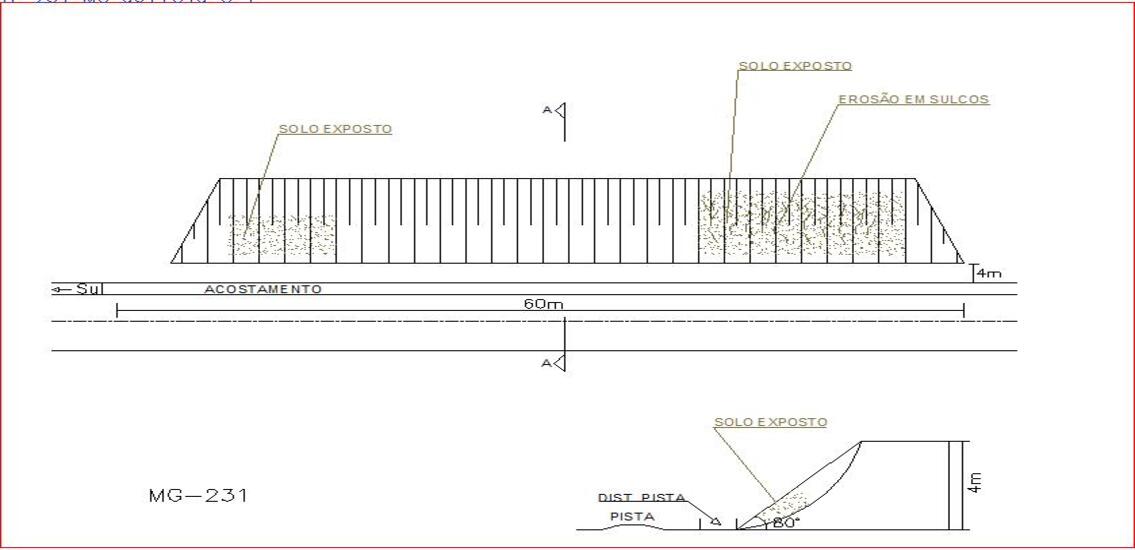 SOLO EXPOSTO
EROSÃO EM SULCOS
A
SOLO EXPOSTO
4m
Sul
ACOSTAMENTO
60m
A
SOLO EXPOSTO
MG-231
DIST. PISTA
PISTA
80°
4m